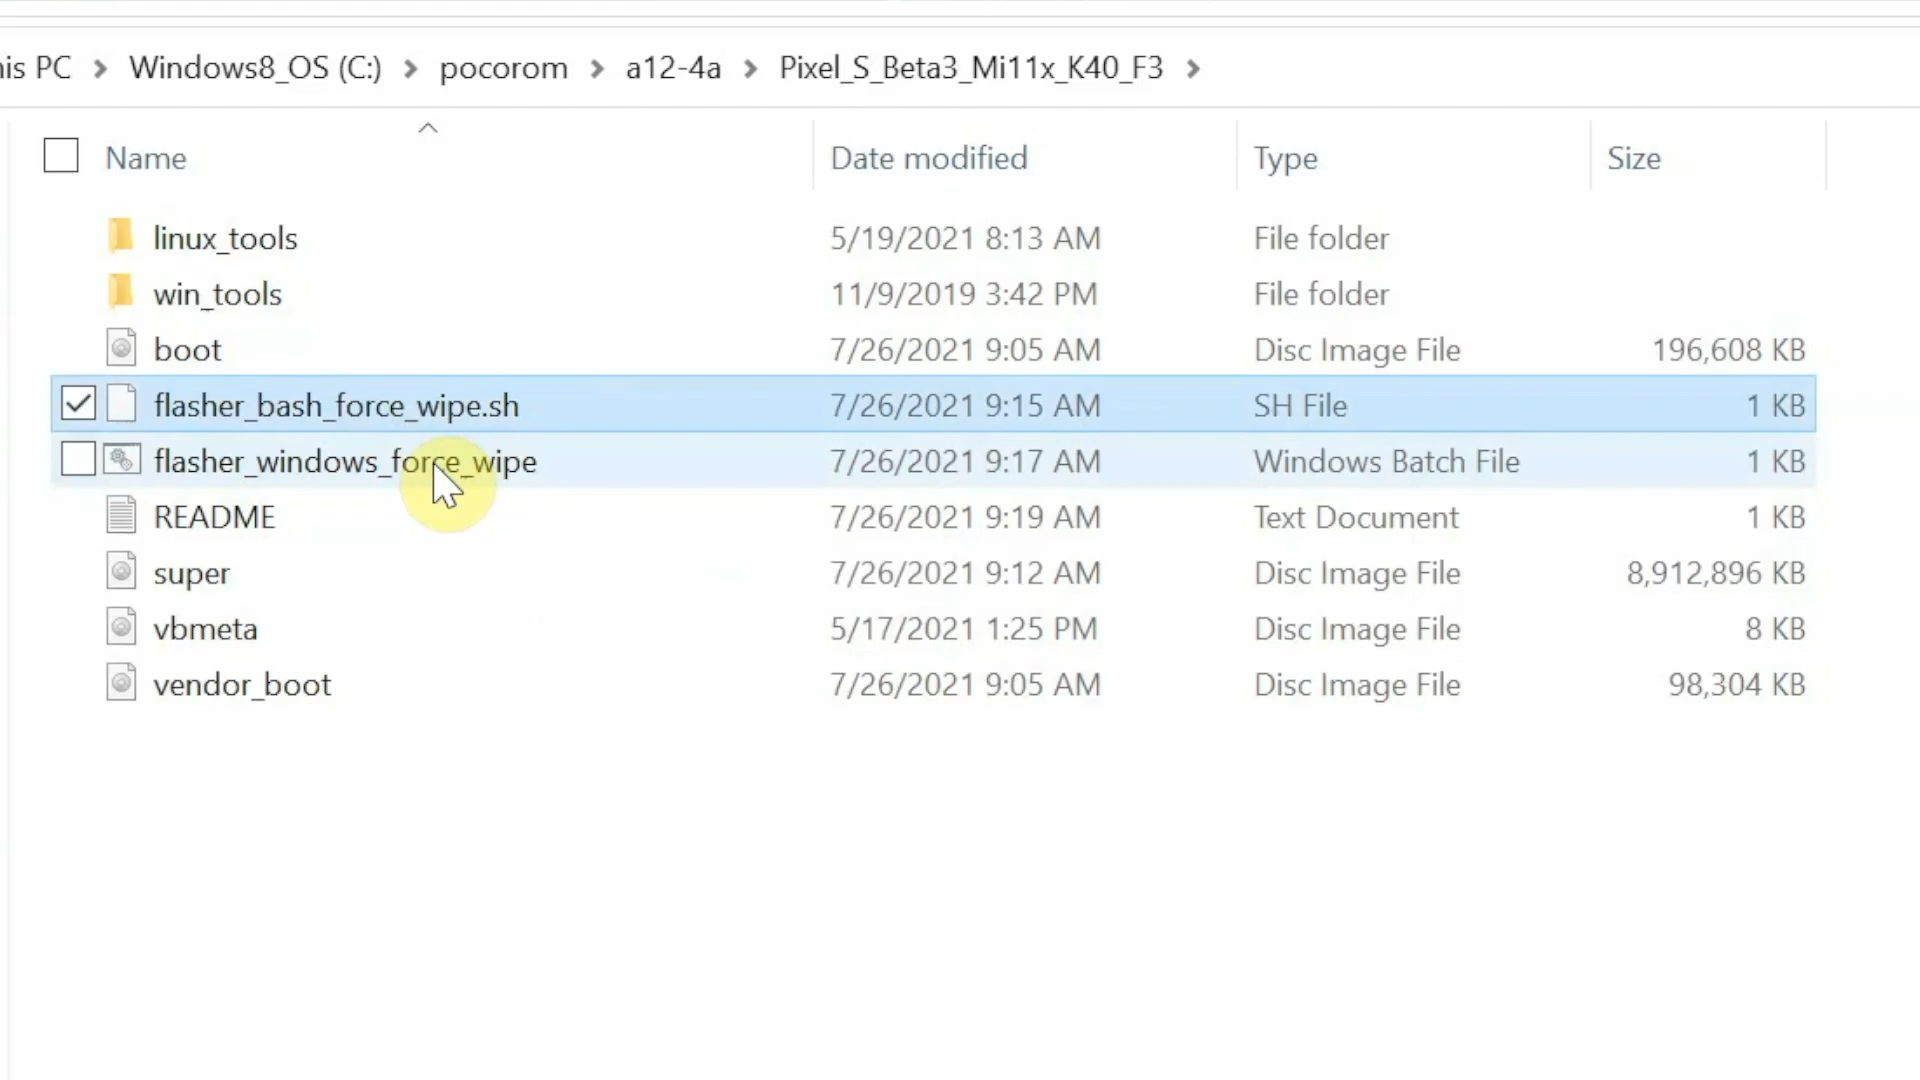 his PC > Windows8_OS (C:) > pocorom > a12-4a > Pixel_S_Beta3_Mi11x_K40_F3 >
Name Date modified Type Size
linux_tools 5/19/2021 8:13 AM File folder
win_tools 11/9/2019 3:42 PM File folder
boot 7/26/2021 9:05 AM Disc Image File 196,608 KB
flasher_bash_force_wipe.sh 7/26/2021 9:15 AM SH File 1 KB
flasher_windows_force_wipe 7/26/2021 9:17 AM Windows Batch File 1 KB
README 7/26/2021 9:19 AM Text Document 1 KB
super 7/26/2021 9:12 AM Disc Image File 8,912,896 KB
vbmeta 5/17/2021 1:25 PM Disc Image File 8 KB
vendor_boot 7/26/2021 9:05 AM Disc Image File 98,304 KB